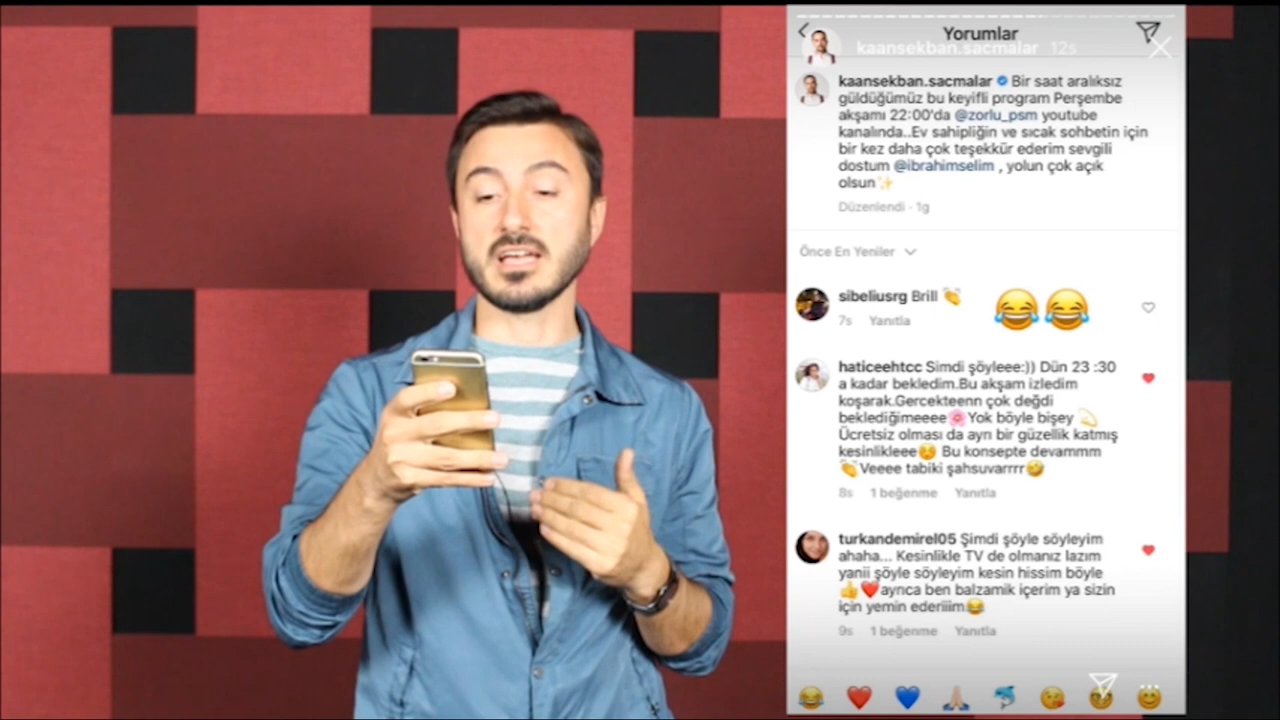 Yorumlar
kaansekban.sacmalar 12s
kaansekban.sacmalar Bir saat aralıksız
güldüğümüz bu keyifli program Perşembe
akşamı 22:00'da @zorlu_psm youtube
kanalında..Ev sahipliğin ve sıcak sohbetin için
bir kez daha çok teşekkür ederim sevgili
dostum @ibrahimselim , yolun çok açık
olsun✨
Düzenlendi · 1g
Önce En Yeniler
sibeliusrg Brill 👏 😂😂
7s Yanıtla
haticeehtcc Simdi şöyleee:)) Dün 23 :30
a kadar bekledim.Bu akşam izledim
koşarak.Gercekteenn çok değdi
beklediğimeeee🌸Yok böyle bişey 💫
Ücretsiz olması da ayrı bir güzellik katmış
kesinlikleee☺️ Bu konsepte devammmm
👏Veeee tabiki şahsuvarrrr🤣
8s 1 beğenme Yanıtla
turkandemirel05 Şimdi şöyle söyleyim
ahaha... Kesinlikle TV de olmanız lazım
yanii şöyle söyleyim kesin hissim böyle
👍❤️ayrıca ben balzamik içerim ya sizin
için yemin ederiiim😂
9s 1 beğenme Yanıtla